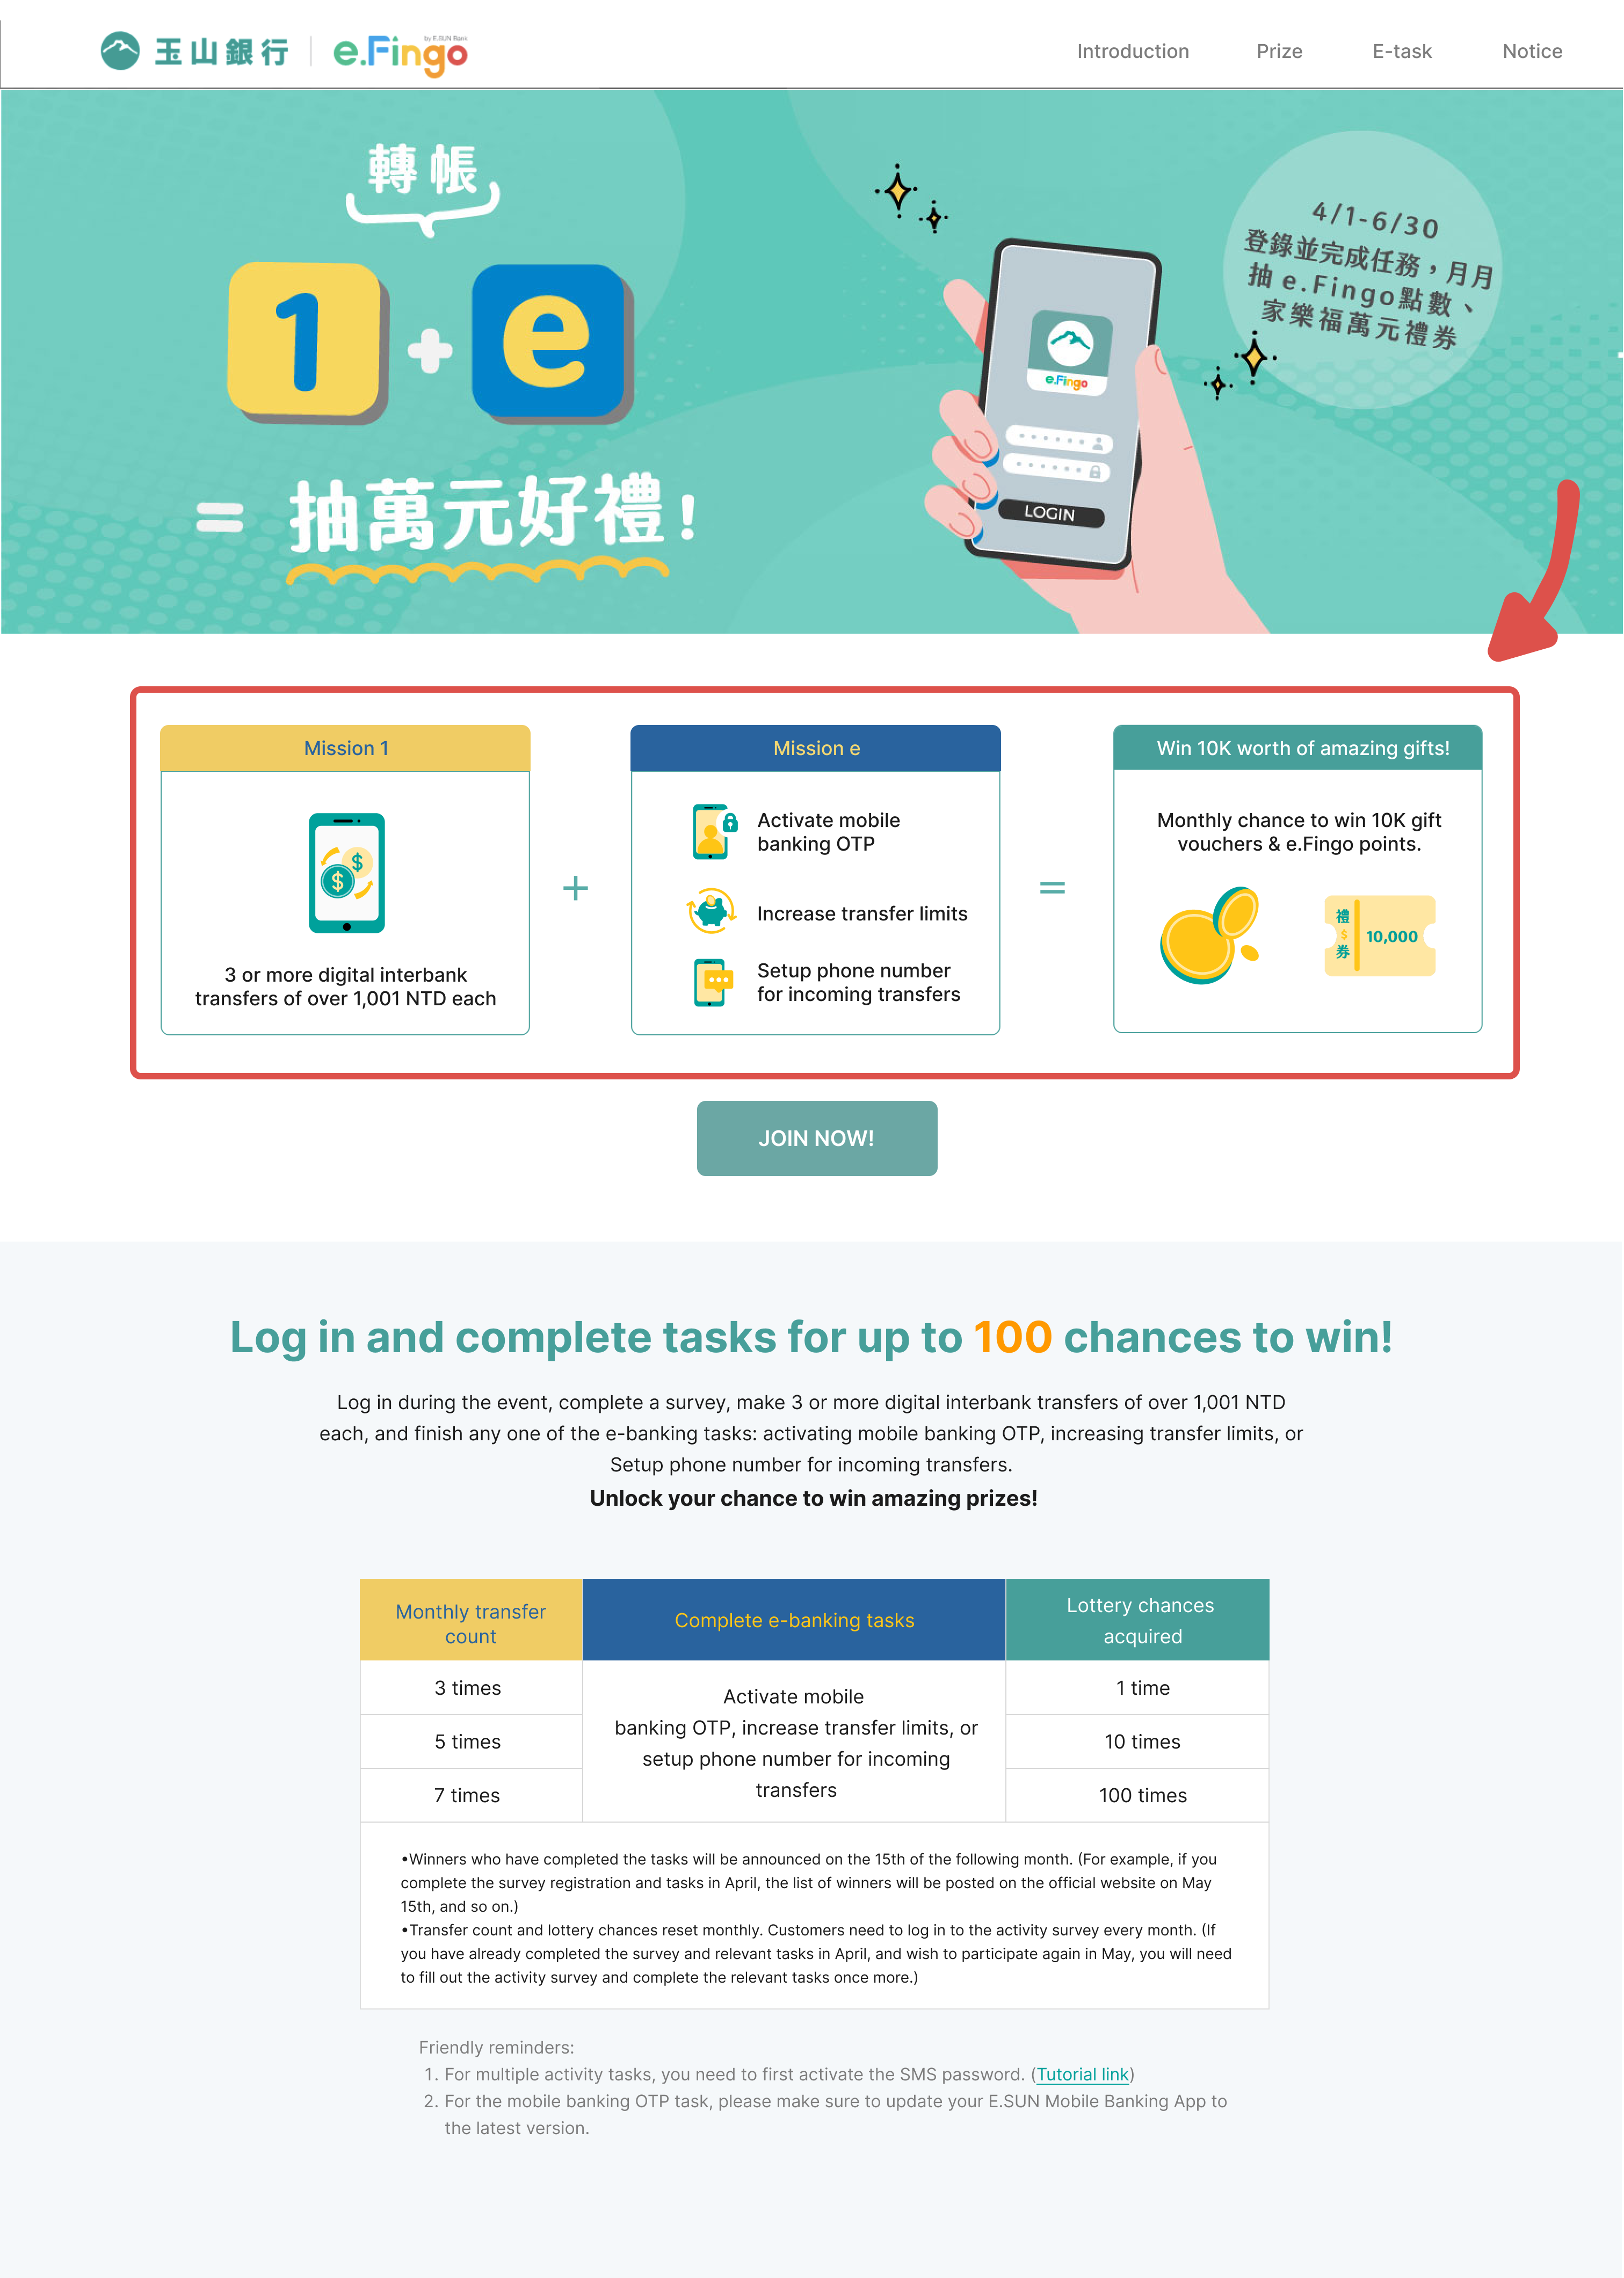 玉山銀行
e.Fingo
by E.SUN Bank
Introduction
Prize
E-task
Notice
轉帳
1 + e
= 抽萬元好禮!
4/1-6/30
登錄並完成任務，月月
抽 e.Fingo點數、
家樂福萬元禮券
e.Fingo
LOGIN
Mission 1
3 or more digital interbank
transfers of over 1,001 NTD each
+
Mission e
Activate mobile
banking OTP
Increase transfer limits
Setup phone number
for incoming transfers
=
Win 10K worth of amazing gifts!
Monthly chance to win 10K gift
vouchers & e.Fingo points.
禮$券
10,000
JOIN NOW!
Log in and complete tasks for up to 100 chances to win!
Log in during the event, complete a survey, make 3 or more digital interbank transfers of over 1,001 NTD
each, and finish any one of the e-banking tasks: activating mobile banking OTP, increasing transfer limits, or
Setup phone number for incoming transfers.
Unlock your chance to win amazing prizes!
Monthly transfer
count
Complete e-banking tasks
Lottery chances
acquired
3 times
5 times
7 times
Activate mobile
banking OTP, increase transfer limits, or
setup phone number for incoming
transfers
1 time
10 times
100 times
•Winners who have completed the tasks will be announced on the 15th of the following month. (For example, if you
complete the survey registration and tasks in April, the list of winners will be posted on the official website on May
15th, and so on.)
•Transfer count and lottery chances reset monthly. Customers need to log in to the activity survey every month. (If
you have already completed the survey and relevant tasks in April, and wish to participate again in May, you will need
to fill out the activity survey and complete the relevant tasks once more.)
Friendly reminders:
1. For multiple activity tasks, you need to first activate the SMS password. (Tutorial link)
2. For the mobile banking OTP task, please make sure to update your E.SUN Mobile Banking App to
the latest version.